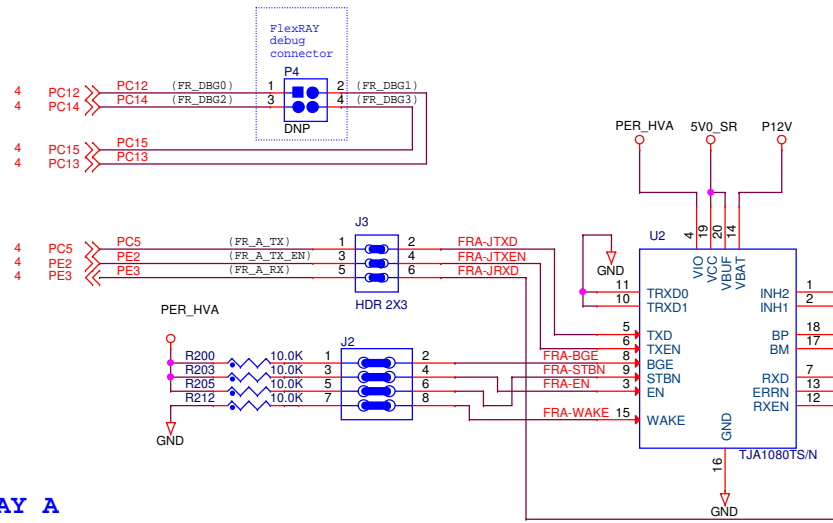 FlexRAY
debug
connector
P4
4 PC12 PC12 (FR_DBG0) 1 2 (FR_DBG1)
4 PC14 PC14 (FR_DBG2) 3 4 (FR_DBG3)
DNP
4 PC15 PC15
4 PC13 PC13
PER_HVA 5V0_SR P12V
4 19 20 14
U2
VIO VCC VBUF VBAT
J3
4 PC5 PC5 (FR_A_TX) 1 2 FRA-JTXD
4 PE2 PE2 (FR_A_TX_EN) 3 4 FRA-JTXEN
4 PE3 PE3 (FR_A_RX) 5 6 FRA-JRXD
HDR 2X3
GND
11 TRXD0 INH2 1
10 TRXD1 INH1 2
5 TXD BP 18
6 TXEN BM 17
PER_HVA
J2
R200 10.0K 1 2 FRA-BGE 8 BGE RXD 7
R203 10.0K 3 4 FRA-STBN 9 STBN ERRN 13
R205 10.0K 5 6 FRA-EN 3 EN RXEN 12
R212 10.0K 7 8 FRA-WAKE 15 WAKE
GND
GND
TJA1080TS/N
16
GND
AY A